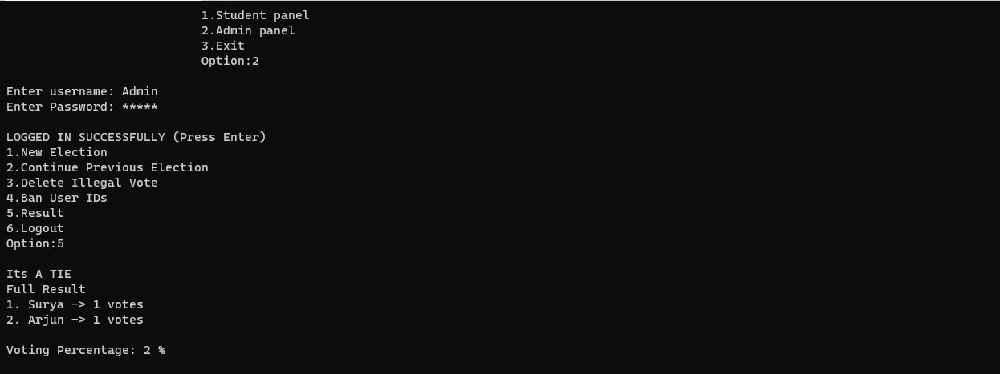 1.Student panel
2.Admin panel
3.Exit
Option:2
Enter username: Admin
Enter Password: *****
LOGGED IN SUCCESSFULLY (Press Enter)
1.New Election
2.Continue Previous Election
3.Delete Illegal Vote
4.Ban User IDs
5.Result
6.Logout
Option:5
Its A TIE
Full Result
1. Surya -> 1 votes
2. Arjun -> 1 votes
Voting Percentage: 2 %